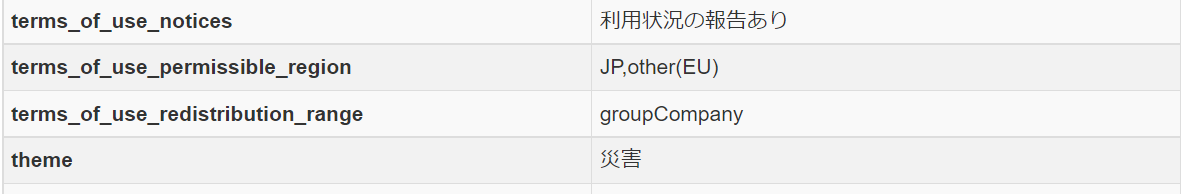 terms_of_use_notices 利用状況の報告あり
terms_of_use_permissible_region JP,other(EU)
terms_of_use_redistribution_range groupCompany
theme 災害